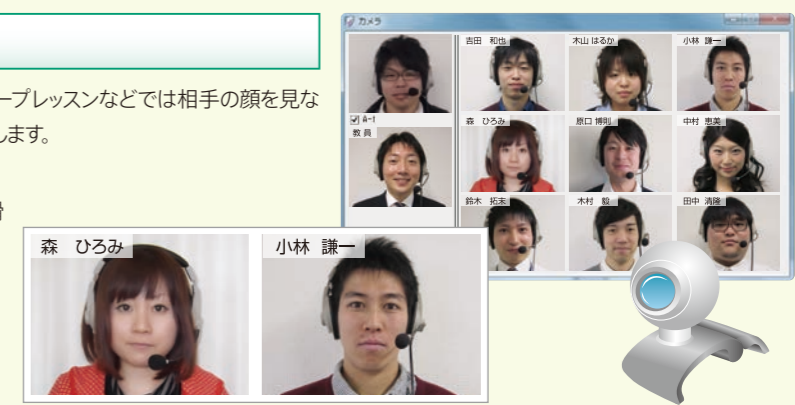 ープレッスンなどでは相手の顔を見な
します。
カメラ
吉田 和也
木山 はるか
小林 謙一
A-1
教員
森 ひろみ
原口 博則
中村 恵美
鈴木 拓末
木村 毅
田中 清隆
森 ひろみ
小林 謙一